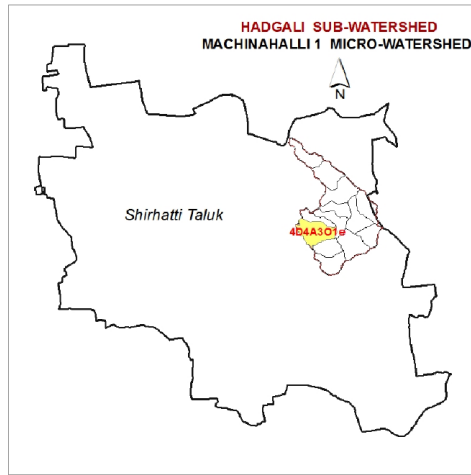 HADGALI SUB-WATERSHED
MACHINAHALLI 1 MICRO-WATERSHED
N
Shirhatti Taluk
4D4A3O1e